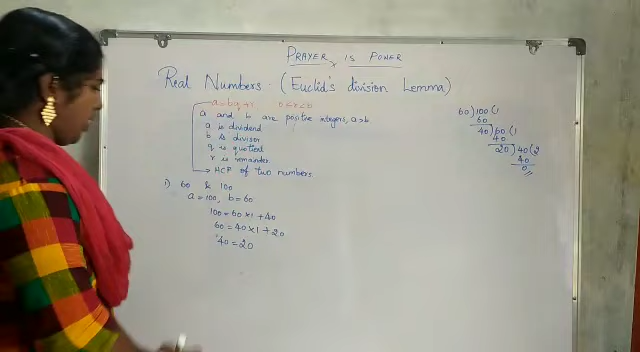 PRAYER IS POWER
Real Numbers. (Euclid's division Lemma)
a = bq + r 0 ≤ r < b
a and b are positive integers, a > b
a is dividend
b is divisor
q is quotient
r is remainder
→ HCF of two numbers.
1) 60 & 100
a = 100, b = 60
100 = 60 × 1 + 40
60 = 40 × 1 + 20
40 = 20
60) 100 (1
60
40) 60 (1
40
20) 40 (2
40
0 //